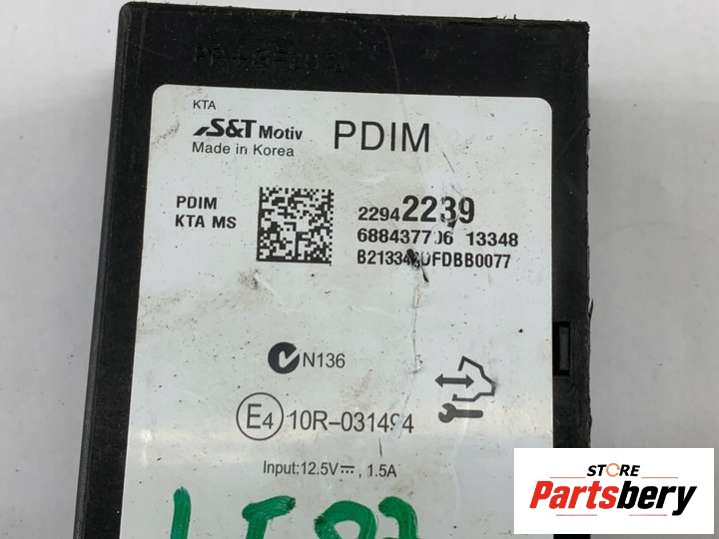 KTA
S&T Motiv PDIM
Made in Korea
PDIM 22942239
KTA MS 688437706 13348
N136
E4 10R-031494
Input:12.5V⎓, 1.5A
STORE
Partsbery